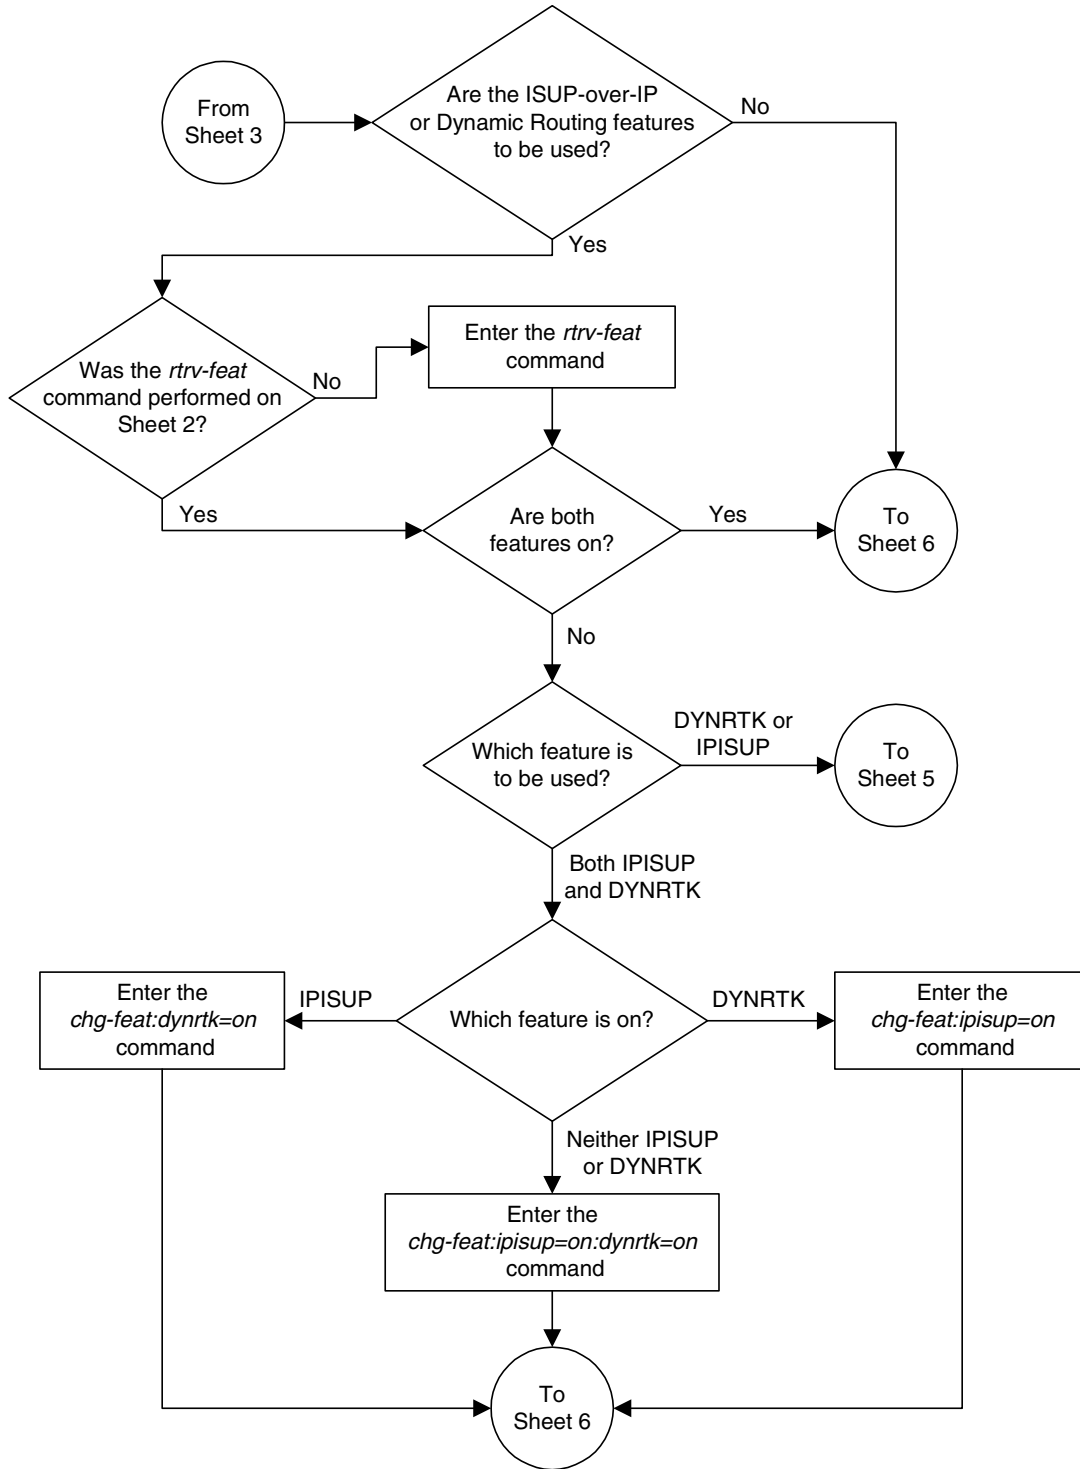 From
Sheet 3
Are the ISUP-over-IP
or Dynamic Routing features
to be used?
No
Yes
Was the rtrv-feat
command performed on
Sheet 2?
No
Enter the rtrv-feat
command
Yes
Are both
features on?
Yes
To
Sheet 6
No
Which feature is
to be used?
DYNRTK or
IPISUP
To
Sheet 5
Both IPISUP
and DYNRTK
Enter the
chg-feat:dynrtk=on
command
IPISUP
Which feature is on?
DYNRTK
Enter the
chg-feat:ipisup=on
command
Neither IPISUP
or DYNRTK
Enter the
chg-feat:ipisup=on:dynrtk=on
command
To
Sheet 6